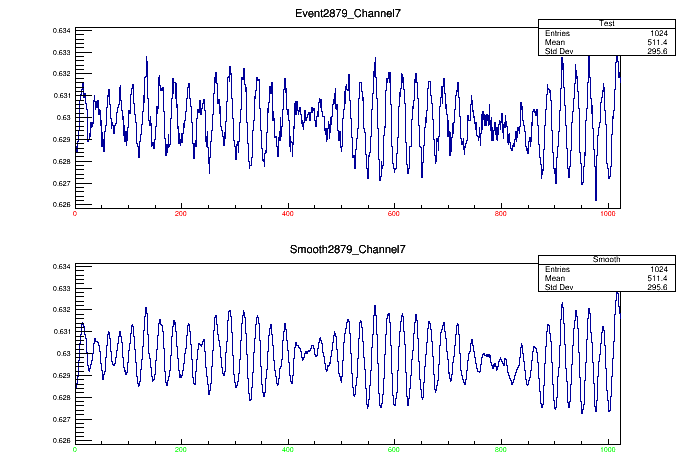 Event2879_Channel7
Test
Entries 1024
Mean 511.4
Std Dev 295.6
0.634
0.633
0.632
0.631
0.63
0.629
0.628
0.627
0.626
0 200 400 600 800 1000
Smooth2879_Channel7
Smooth
Entries 1024
Mean 511.4
Std Dev 295.6
0.634
0.633
0.632
0.631
0.63
0.629
0.628
0.627
0.626
0 200 400 600 800 1000